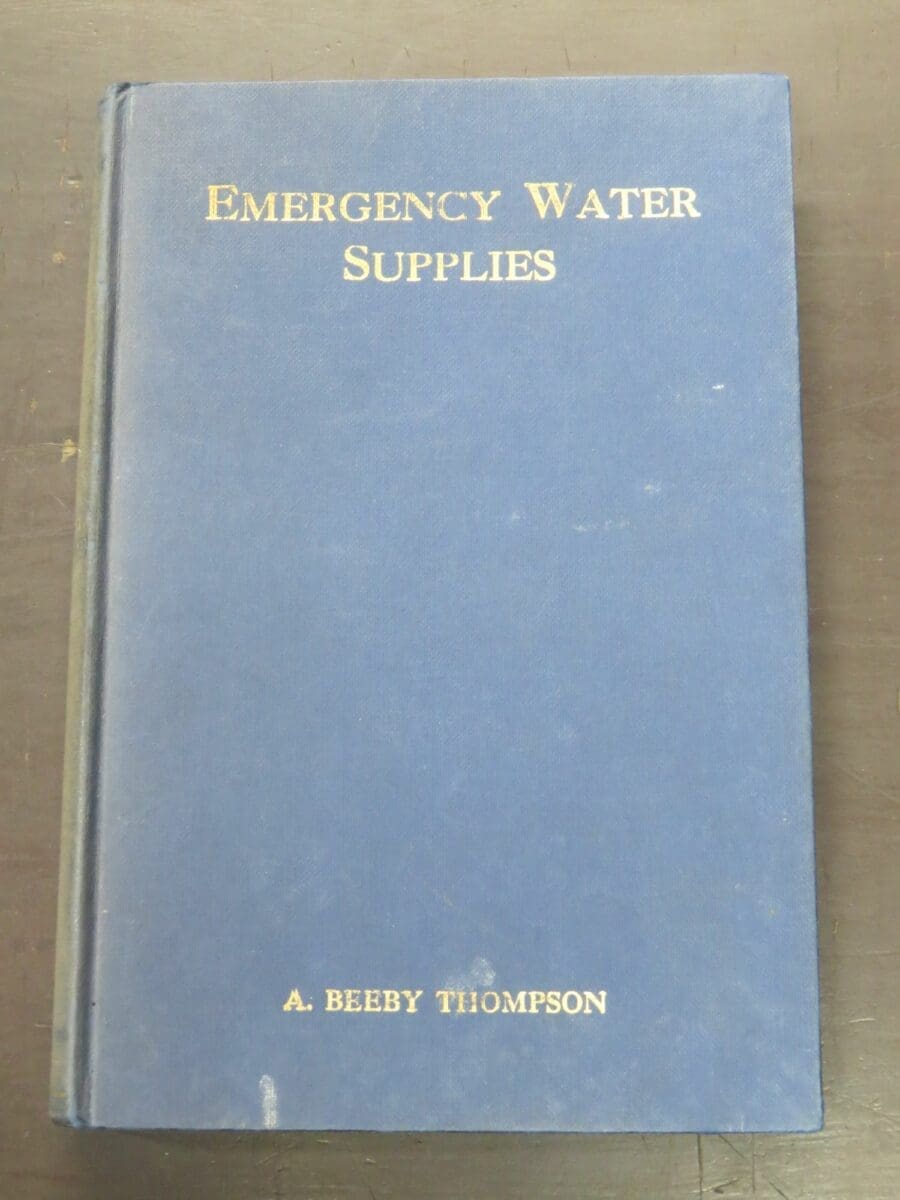 EMERGENCY WATER
SUPPLIES
A. BEEBY THOMPSON